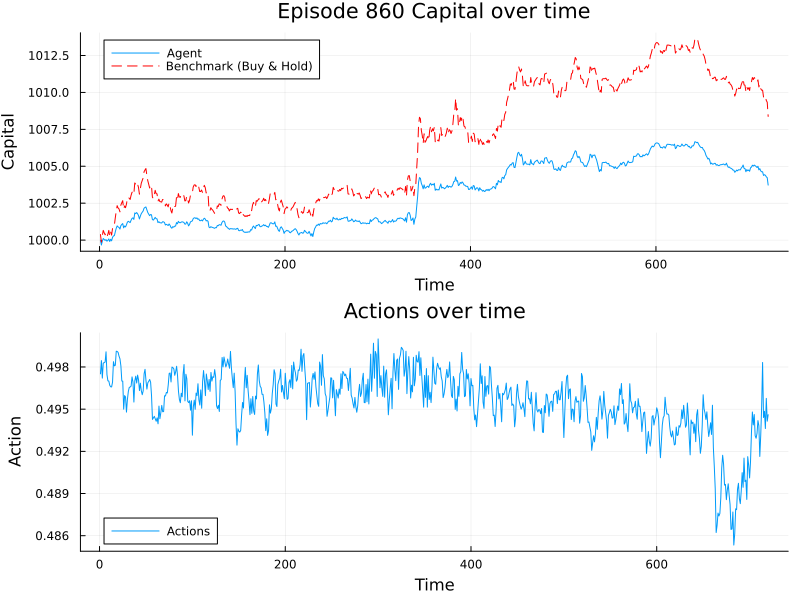 Episode 860 Capital over time
Capital
1012.5
1010.0
1007.5
1005.0
1002.5
1000.0
Agent
Benchmark (Buy & Hold)
0
200
400
600
Time
Actions over time
Action
0.498
0.495
0.492
0.489
0.486
Actions
0
200
400
600
Time